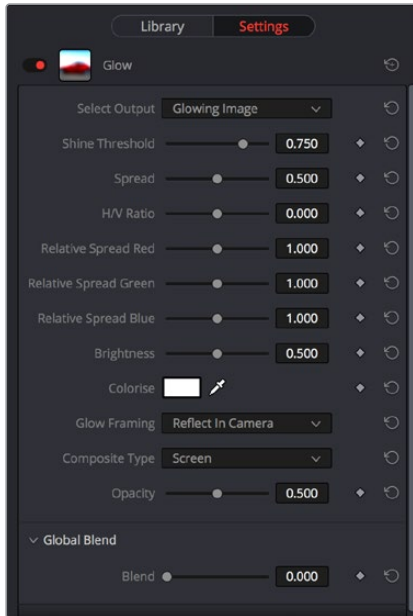 Library Settings
Glow
Select Output Glowing Image
Shine Threshold 0.750
Spread 0.500
H/V Ratio 0.000
Relative Spread Red 1.000
Relative Spread Green 1.000
Relative Spread Blue 1.000
Brightness 0.500
Colorise
Glow Framing Reflect In Camera
Composite Type Screen
Opacity 0.500
Global Blend
Blend 0.000